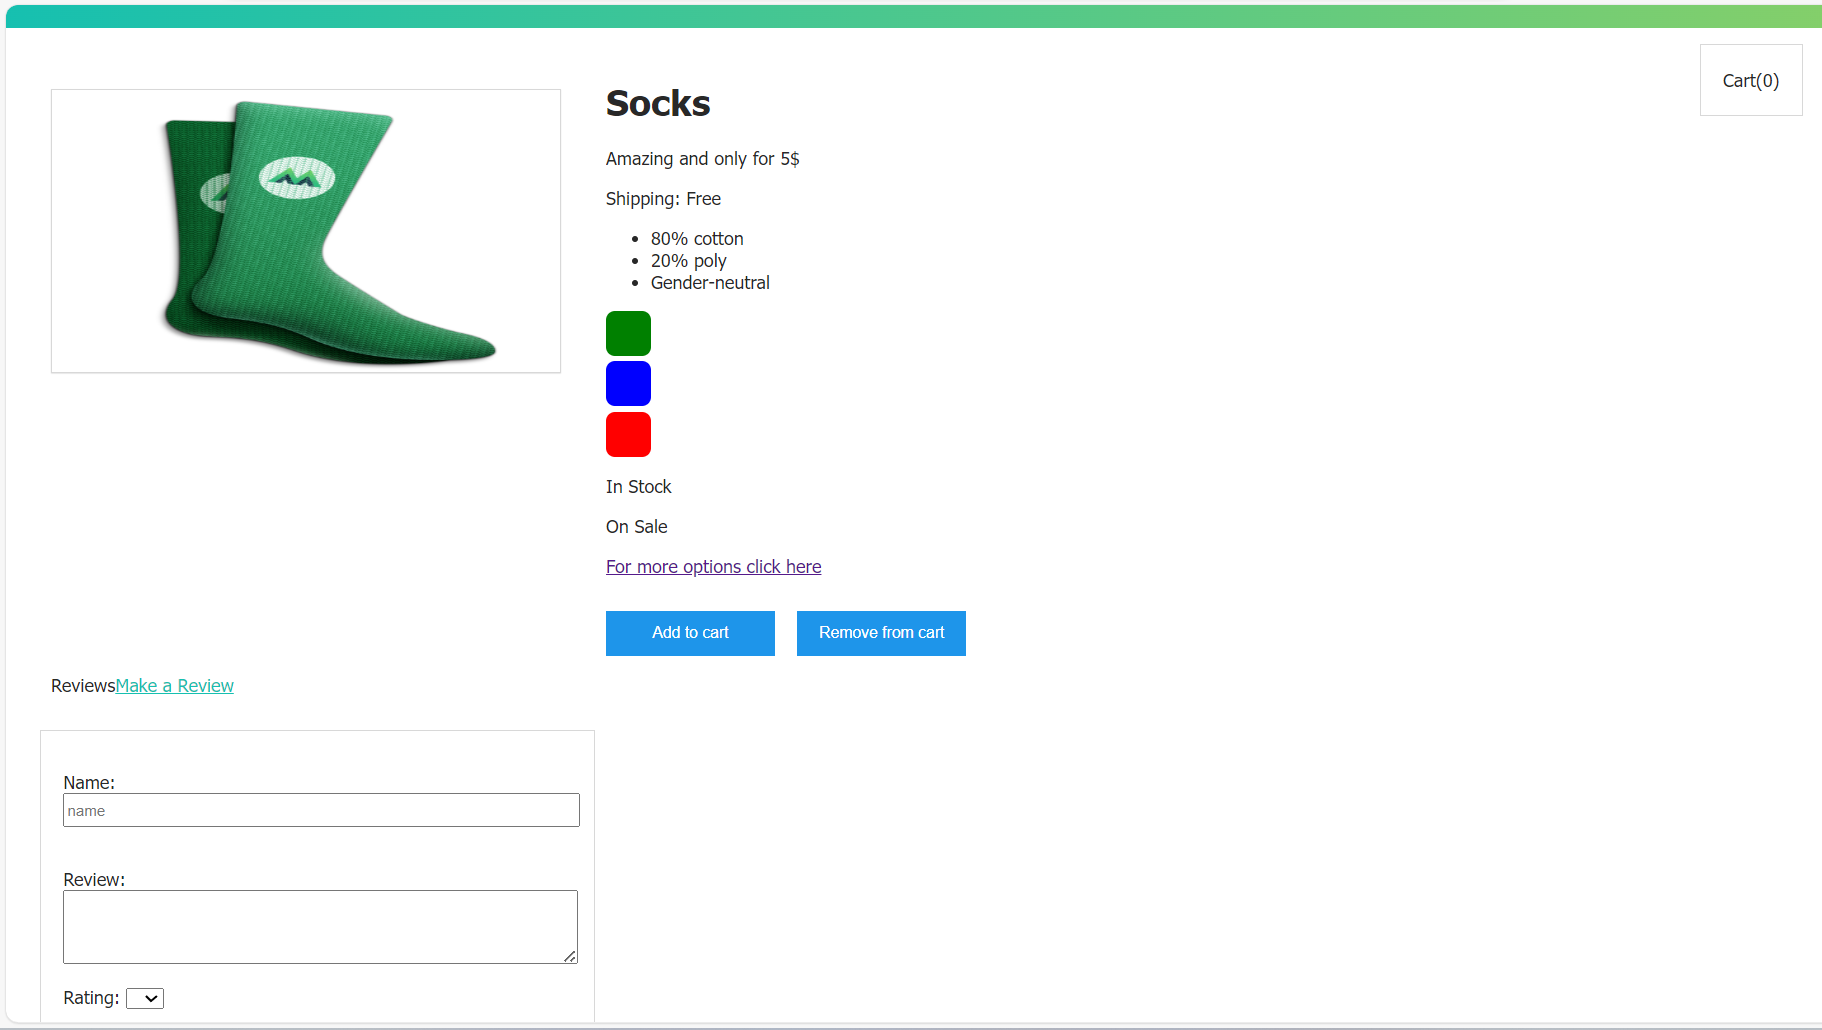 Cart(0)
Socks
Amazing and only for 5$
Shipping: Free
80% cotton
20% poly
Gender-neutral
In Stock
On Sale
For more options click here
Add to cart
Remove from cart
ReviewsMake a Review
Name:
name
Review:
Rating: